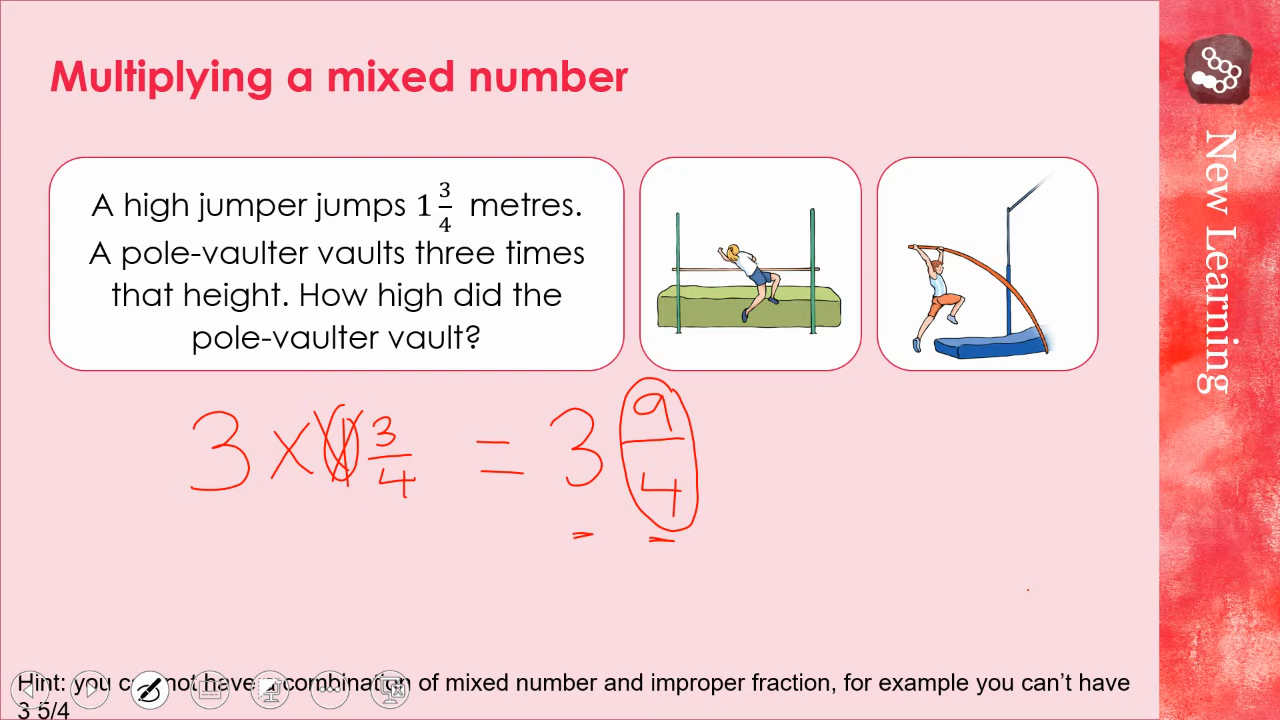 Multiplying a mixed number
A high jumper jumps 1 3/4 metres.
A pole-vaulter vaults three times
that height. How high did the
pole-vaulter vault?
3 × 1 3/4 = 3 9/4
New Learning
Hint: you cannot have a combination of mixed number and improper fraction, for example you can't have
3 5/4